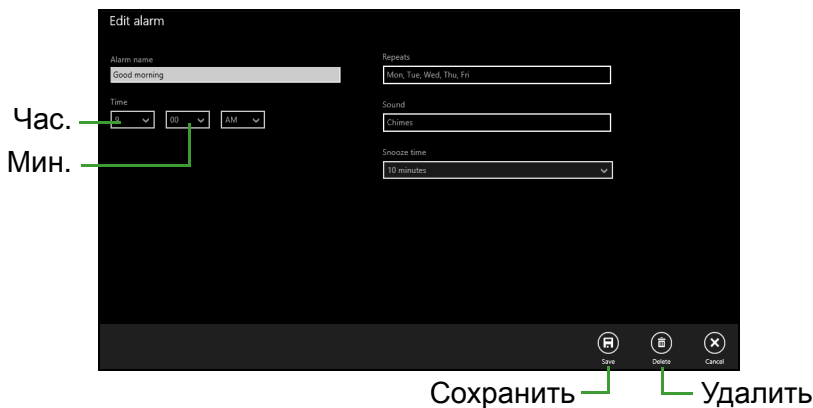 Edit alarm
Alarm name
Good morning
Time
9 00 AM
Repeats
Mon, Tue, Wed, Thu, Fri
Sound
Chimes
Snooze time
10 minutes
Час.
Мин.
Save Delete Cancel
Сохранить Удалить